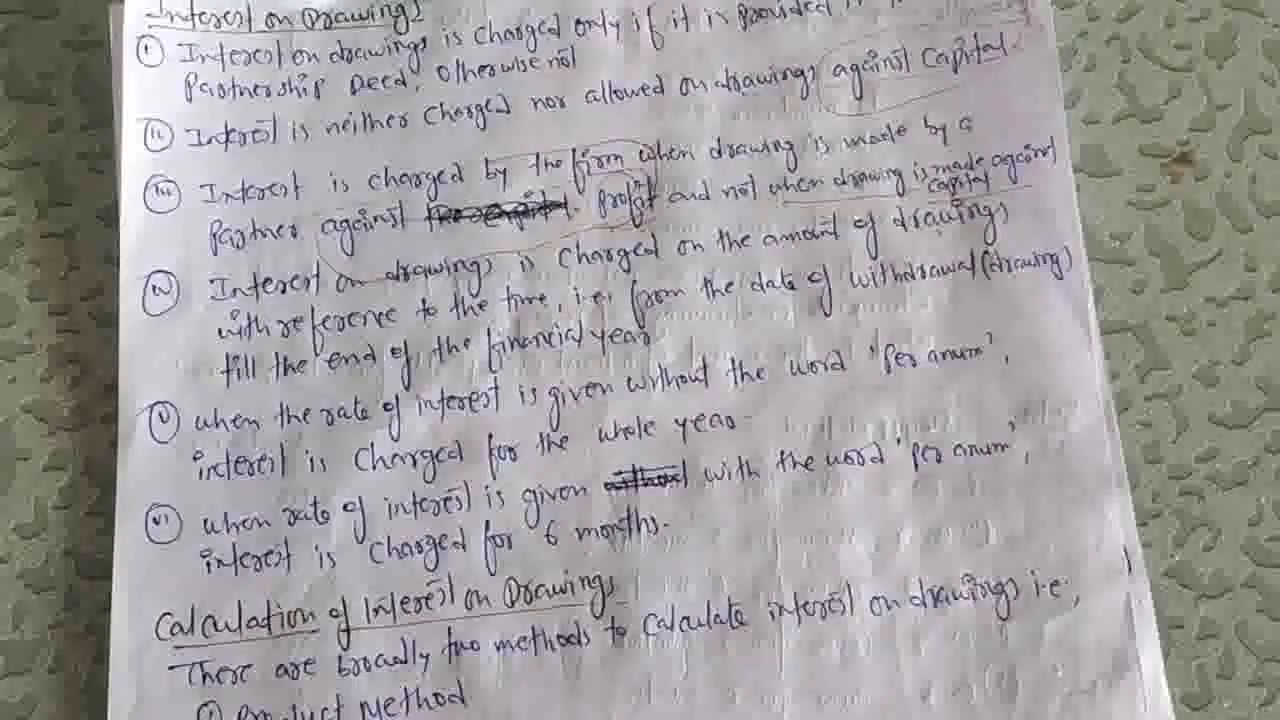 Interest on Drawings
(i) Interest on drawings is charged only if it is provided
Partnership Deed, otherwise not
(ii) Interest is neither charged nor allowed on drawings against capital.
(iii) Interest is charged by the firm when drawing is made by a
Partner against profit and not when drawing is made against
capital
(iv) Interest on drawings is charged on the amount of drawings
with reference to the time, i.e. from the date of withdrawal (drawing)
till the end of the financial year
(v) when the rate of interest is given without the word 'per anum',
interest is charged for the whole year
(vi) when rate of interest is given with the word 'per anum',
interest is charged for 6 months.
Calculation of Interest on Drawings
There are broadly two methods to calculate interest on drawings i.e,
(i) Product Method